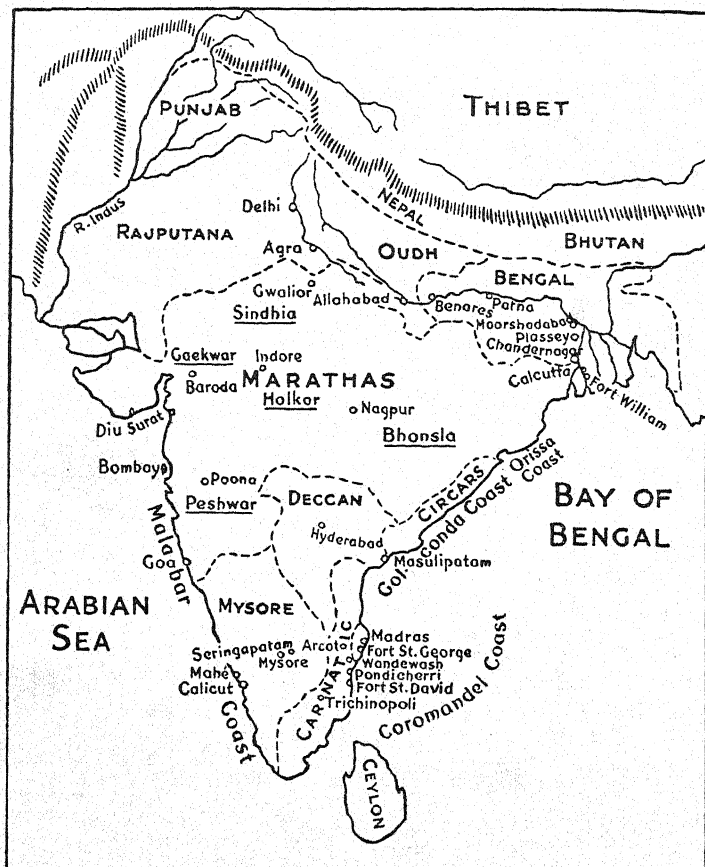 THIBET
PUNJAB
R. Indus
Delhi
NEPAL
RAJPUTANA
OUDH
BHUTAN
Agra
BENGAL
Gwalior
Allahabad
Benares
Patna
Sindhia
Moorshadabad
Plassey
Chandernagar
Gaekwar
Indore
Calcutta
Fort William
Baroda
MARATHAS
Holkor
Nagpur
Diu
Surat
Bhonsla
Bombay
Poona
Peshwar
DECCAN
CIRCARS
Orissa
Coast
BAY OF
BENGAL
Hyderabad
Golconda Coast
Masulipatam
Malabar
Coast
Goa
ARABIAN
SEA
MYSORE
CARONATIC
Seringapatam
Mysore
Arcot
Madras
Fort St. George
Wandewash
Pondicherri
Fort St. David
Trichinopoli
Mahé
Calicut
Coromandel Coast
CEYLON